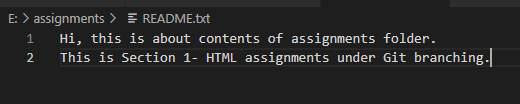 E: > assignments > README.txt
1 Hi, this is about contents of assignments folder.
2 This is Section 1- HTML assignments under Git branching.